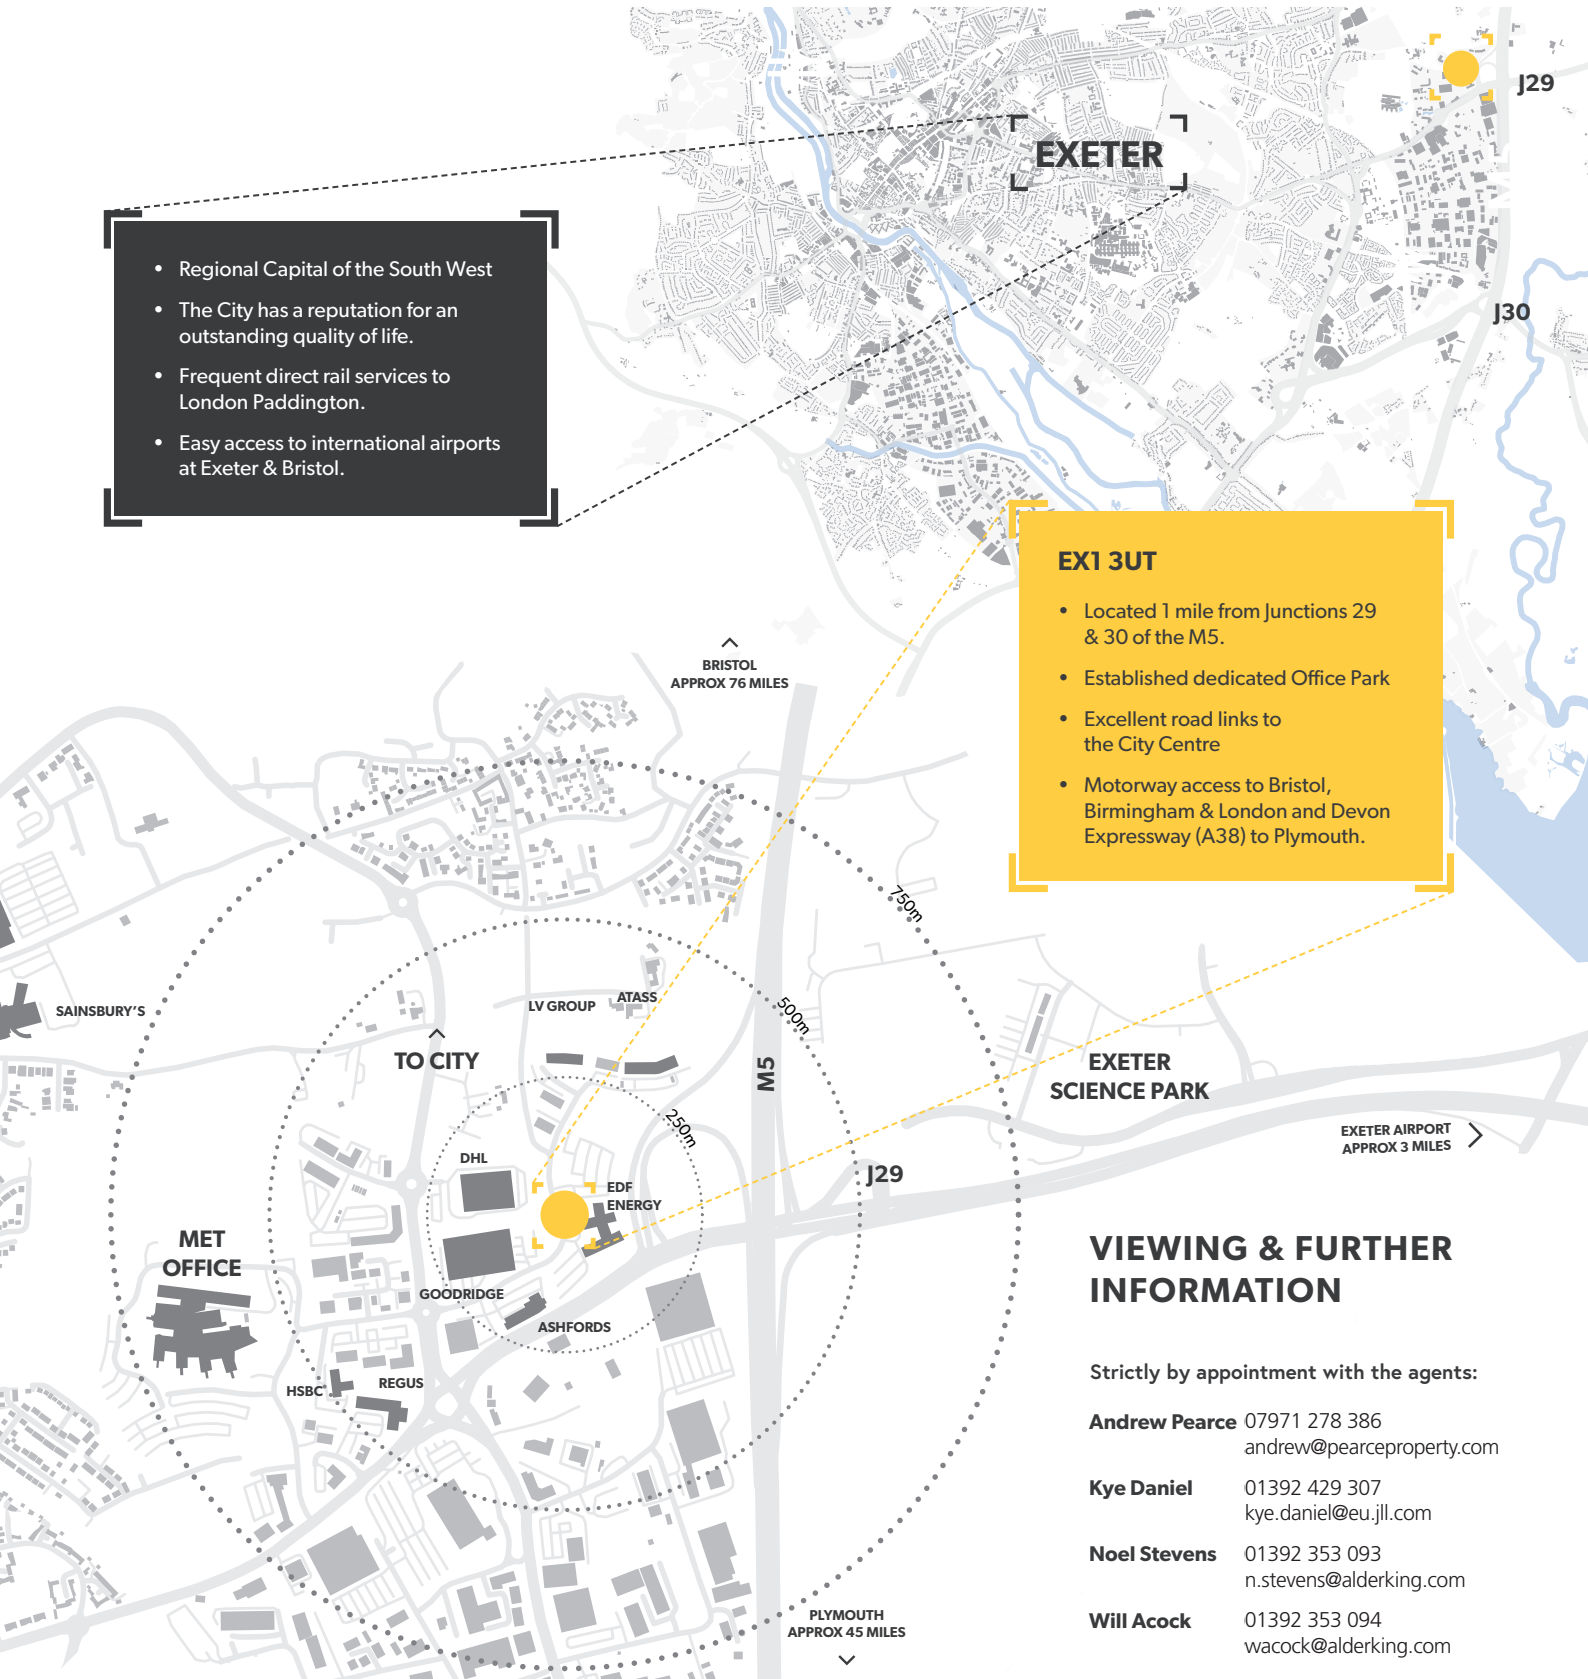 J29
EXETER
J30
• Regional Capital of the South West
• The City has a reputation for an
outstanding quality of life.
• Frequent direct rail services to
London Paddington.
• Easy access to international airports
at Exeter & Bristol.
EX1 3UT
• Located 1 mile from Junctions 29
& 30 of the M5.
• Established dedicated Office Park
• Excellent road links to
the City Centre
• Motorway access to Bristol,
Birmingham & London and Devon
Expressway (A38) to Plymouth.
BRISTOL
APPROX 76 MILES
750m
500m
250m
SAINSBURY'S
LV GROUP
ATASS
TO CITY
M5
EXETER
SCIENCE PARK
EXETER AIRPORT
APPROX 3 MILES
DHL
J29
EDF
ENERGY
MET
OFFICE
GOODRIDGE
ASHFORDS
HSBC
REGUS
PLYMOUTH
APPROX 45 MILES
VIEWING & FURTHER
INFORMATION
Strictly by appointment with the agents:
Andrew Pearce 07971 278 386
andrew@pearceproperty.com
Kye Daniel 01392 429 307
kye.daniel@eu.jll.com
Noel Stevens 01392 353 093
n.stevens@alderking.com
Will Acock 01392 353 094
wacock@alderking.com